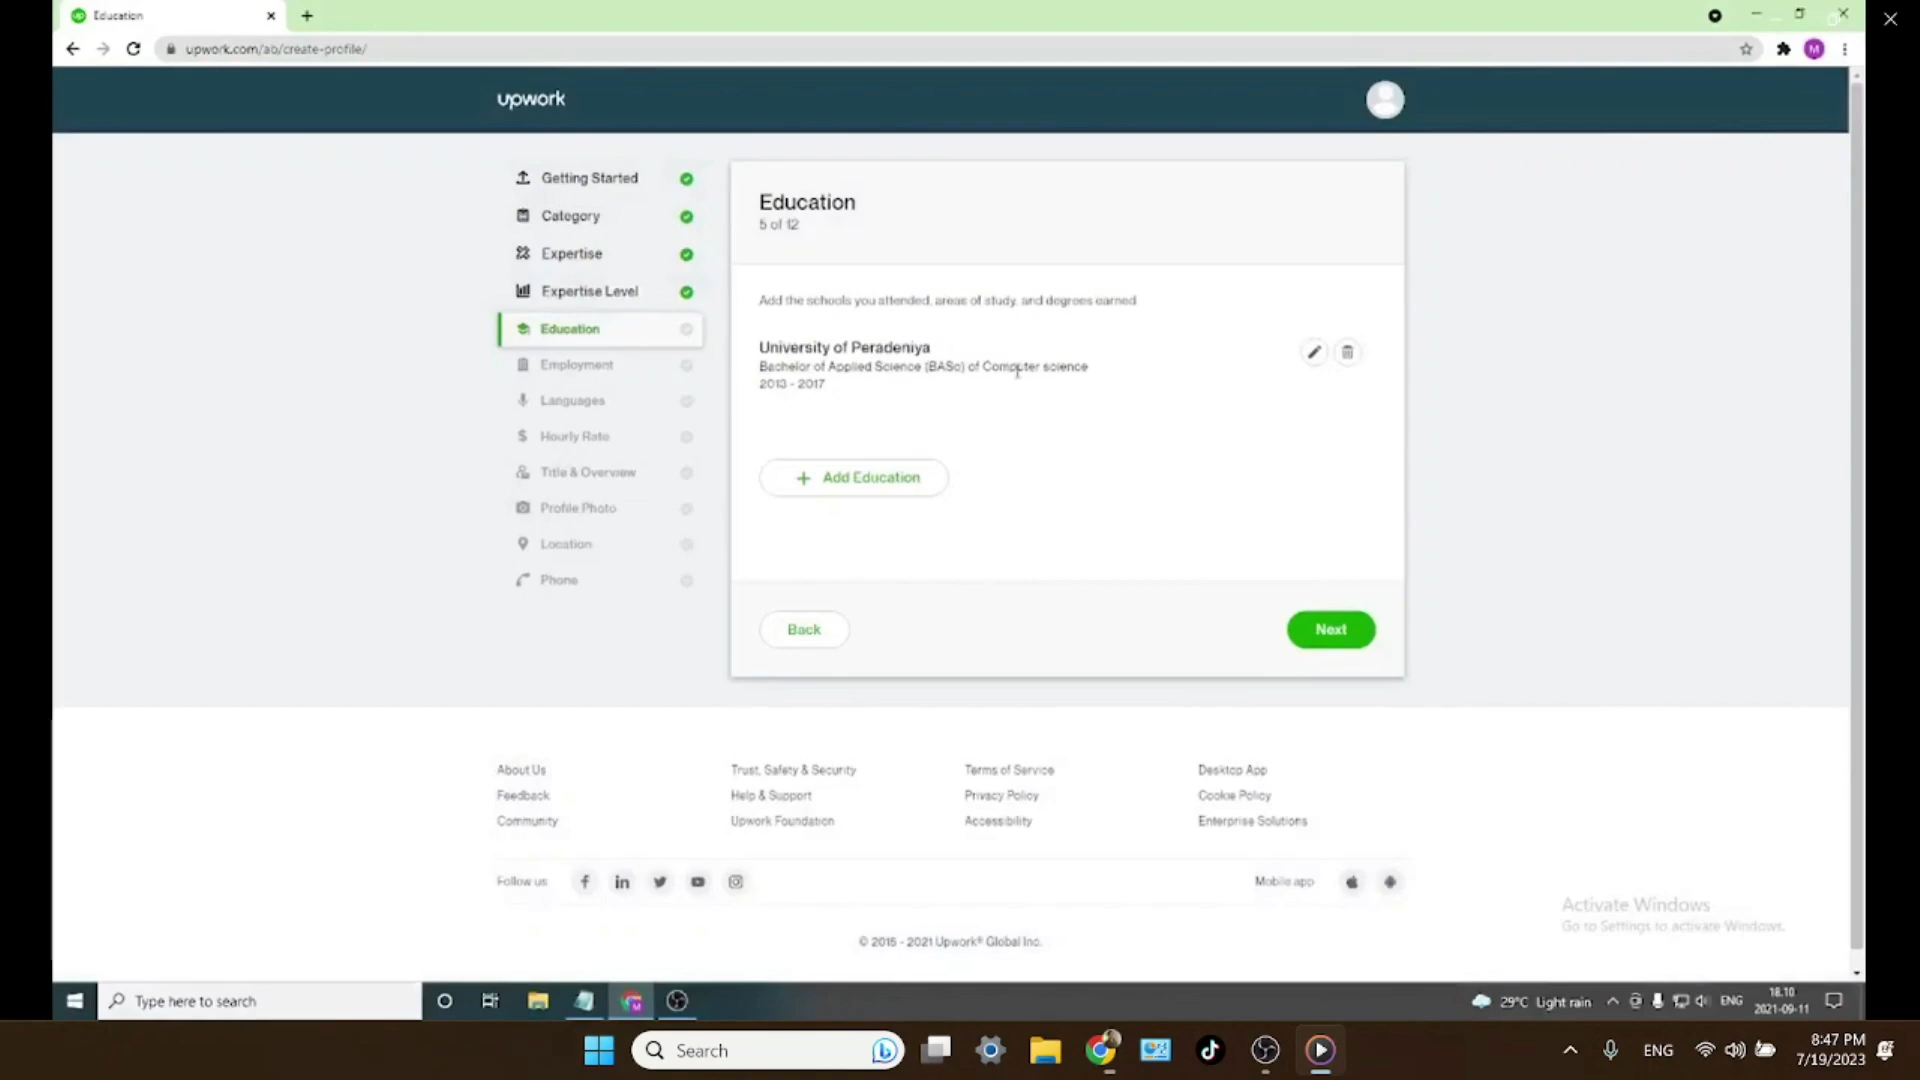 Education
upwork.com/ab/create-profile/
M
upwork
Getting Started
Category
Expertise
Expertise Level
Education
Employment
Languages
Hourly Rate
Title & Overview
Profile Photo
Location
Phone
Education
5 of 12
Add the schools you attended, areas of study, and degrees earned
University of Peradeniya
Bachelor of Applied Science (BASc) of Computer science
2013 - 2017
+ Add Education
Back
Next
About Us
Feedback
Community
Trust, Safety & Security
Help & Support
Upwork Foundation
Terms of Service
Privacy Policy
Accessibility
Desktop App
Cookie Policy
Enterprise Solutions
Follow us
Mobile app
© 2015 - 2021 Upwork® Global Inc.
Activate Windows
Go to Settings to activate Windows.
Type here to search
29°C Light rain
ENG
18.10
2021-09-11
Search
ENG
8:47 PM
7/19/2023